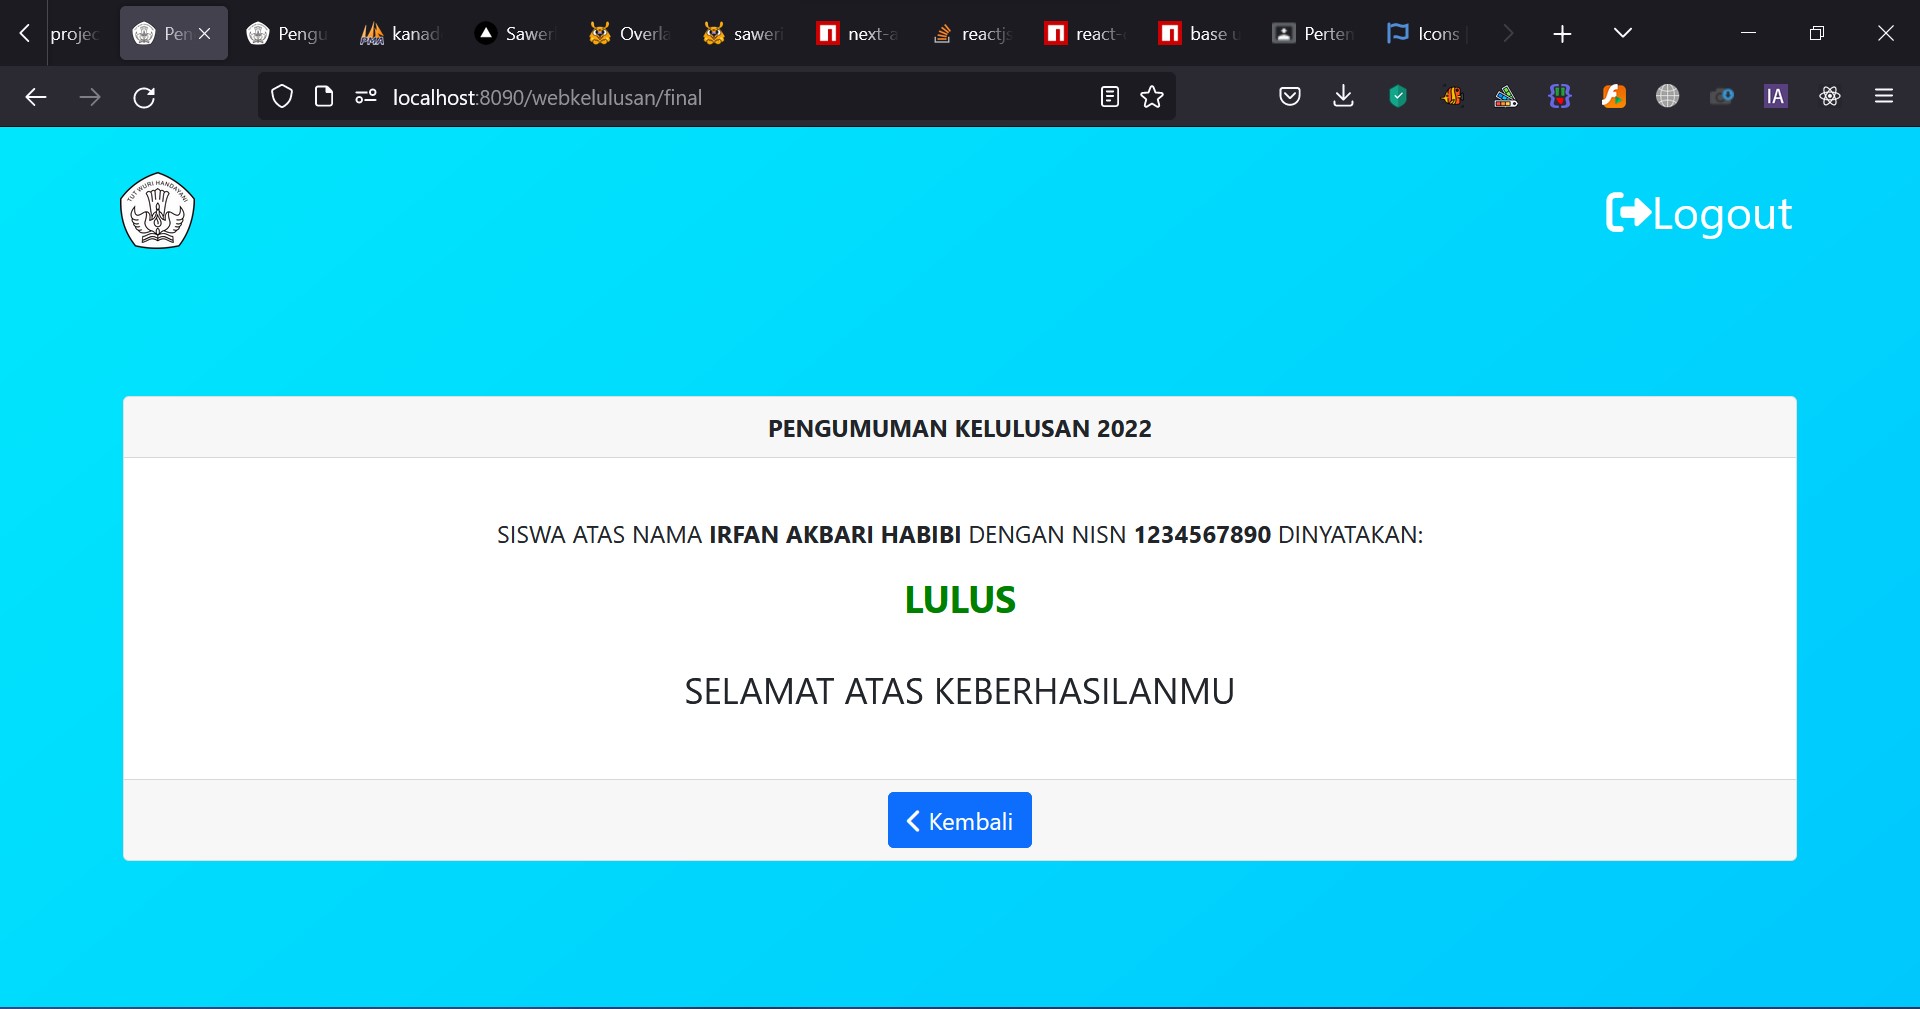 projec Pen Pengu kanad Sawer Overla saweri next-a reactjs react- base u Perten Icons
localhost:8090/webkelulusan/final IA
TUT WURI HANDAYANI
Logout
PENGUMUMAN KELULUSAN 2022
SISWA ATAS NAMA IRFAN AKBARI HABIBI DENGAN NISN 1234567890 DINYATAKAN:
LULUS
SELAMAT ATAS KEBERHASILANMU
Kembali